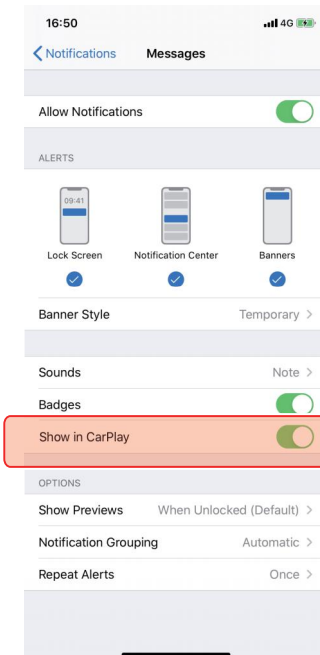 16:50 4G
Notifications Messages
Allow Notifications
ALERTS
09:41
Lock Screen Notification Center Banners
Banner Style Temporary
Sounds Note
Badges
Show in CarPlay
OPTIONS
Show Previews When Unlocked (Default)
Notification Grouping Automatic
Repeat Alerts Once